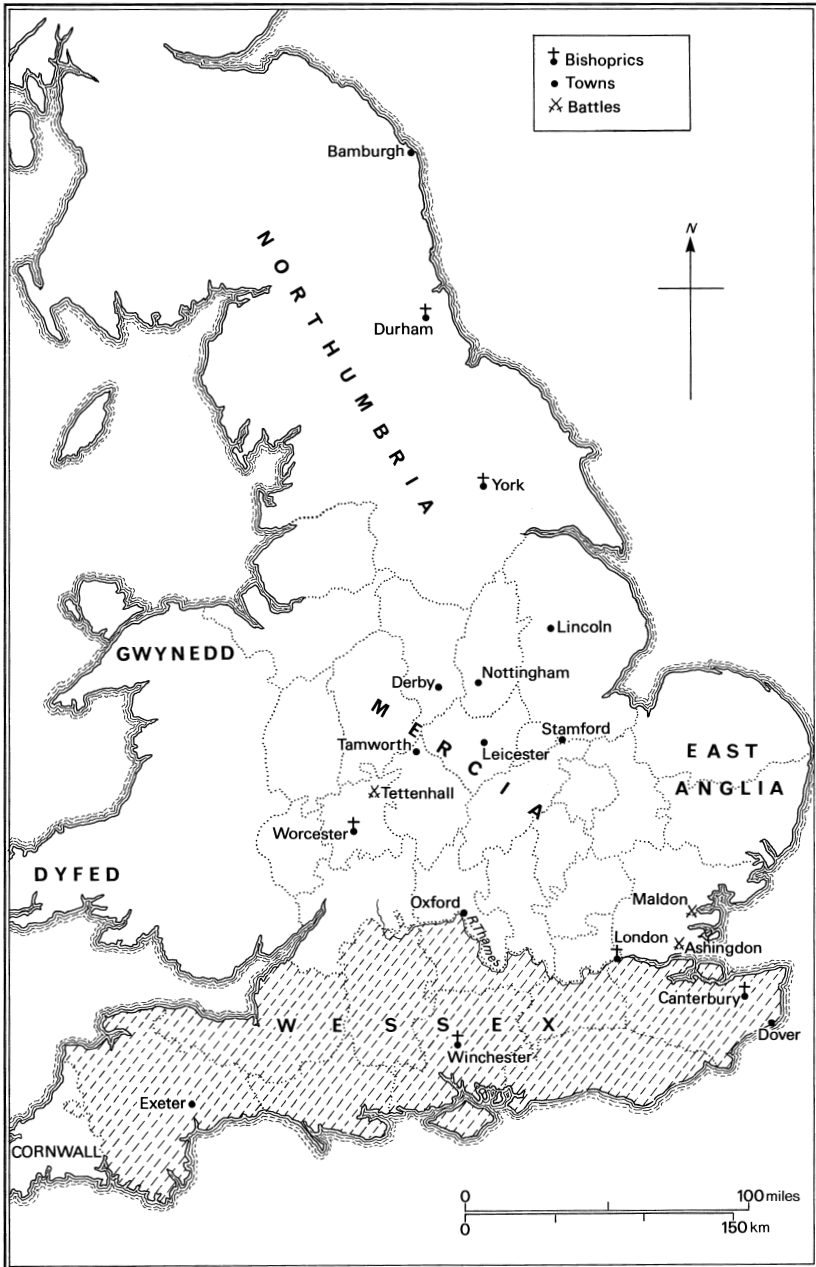 Bishoprics
Towns
Battles
N
Bamburgh
NORTHUMBRIA
Durham
York
Lincoln
GWYNEDD
Nottingham
Derby
MERCIA
Stamford
Tamworth
Leicester
EAST
ANGLIA
Tettenhall
Worcester
DYFED
Maldon
Oxford
R.Thames
London
Ashingdon
Canterbury
WESSEX
Dover
Winchester
Exeter
CORNWALL
0 100 miles
0 150 km